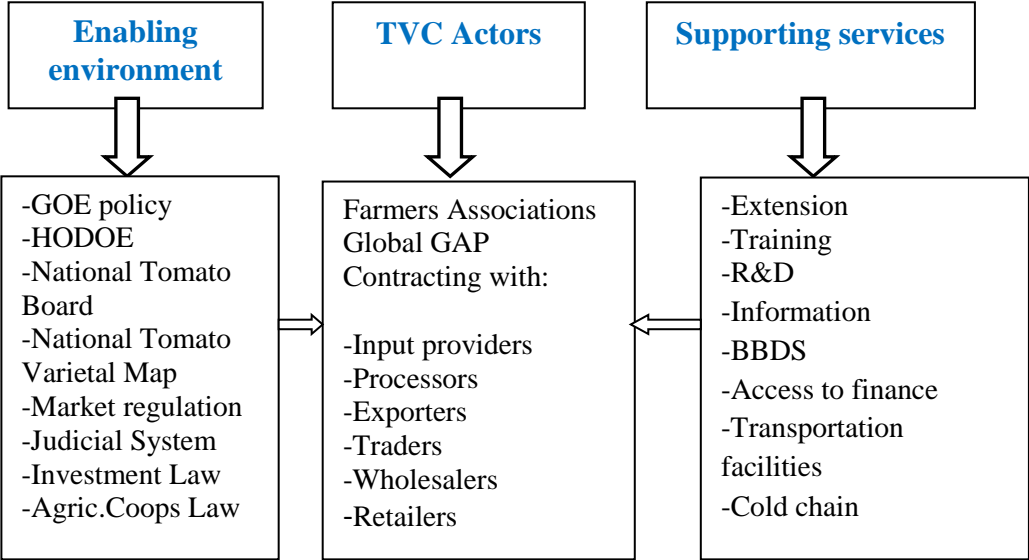 Enabling
environment
TVC Actors
Supporting services
-GOE policy
-HODOE
-National Tomato
Board
-National Tomato
Varietal Map
-Market regulation
-Judicial System
-Investment Law
-Agric.Coops Law
Farmers Associations
Global GAP
Contracting with:
-Input providers
-Processors
-Exporters
-Traders
-Wholesalers
-Retailers
-Extension
-Training
-R&D
-Information
-BBDS
-Access to finance
-Transportation
facilities
-Cold chain